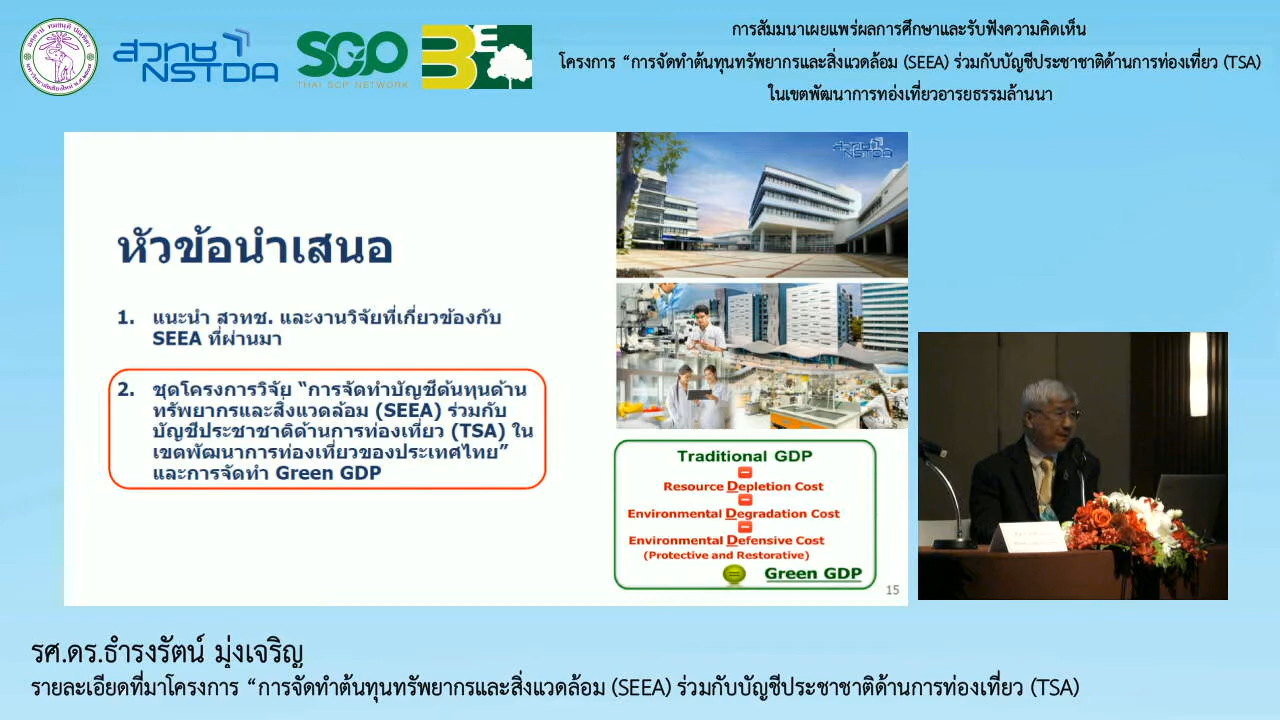 การสัมมนาเผยแพร่ผลการศึกษาและรับฟังความคิดเห็น
โครงการ “การจัดทำต้นทุนทรัพยากรและสิ่งแวดล้อม (SEEA) ร่วมกับบัญชีประชาชาติด้านการท่องเที่ยว (TSA)
ในเขตพัฒนาการทอ่งเที่ยวอารยธรรมล้านนา
สวทช
NSTDA
SCP
THAI SCP NETWORK
สวทช
NSTDA
หัวข้อนำเสนอ
1. แนะนำ สวทช. และงานวิจัยที่เกี่ยวข้องกับ
SEEA ที่ผ่านมา
2. ชุดโครงการวิจัย “การจัดทำบัญชีต้นทุนด้าน
ทรัพยากรและสิ่งแวดล้อม (SEEA) ร่วมกับ
บัญชีประชาชาติด้านการท่องเที่ยว (TSA) ใน
เขตพัฒนาการท่องเที่ยวของประเทศไทย”
และการจัดทำ Green GDP
Traditional GDP
Resource Depletion Cost
Environmental Degradation Cost
Environmental Defensive Cost
(Protective and Restorative)
Green GDP
15
รศ.ดร.ธำรงรัตน์ มุ่งเจริญ
รายละเอียดที่มาโครงการ “การจัดทำต้นทุนทรัพยากรและสิ่งแวดล้อม (SEEA) ร่วมกับบัญชีประชาชาติด้านการท่องเที่ยว (TSA)